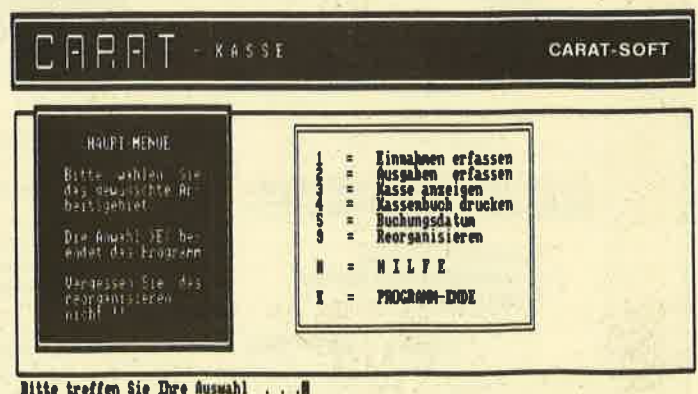 CARAT - KASSE CARAT-SOFT
HAUPT-MENUE
Bitte wählen Sie
das gewünschte Ar
beitsgebiet
Die Anwahl >E< be-
endet das Programm
Vergessen Sie das
reorganisieren
nicht !!
1 = Einnahmen erfassen
2 = Ausgaben erfassen
3 = Kasse anzeigen
4 = Kassenbuch drucken
5 = Buchungsdatum
9 = Reorganisieren
H = H I L F E
= PROGRAMM-ENDE
Bitte treffen Sie Ihre Auswahl . . .